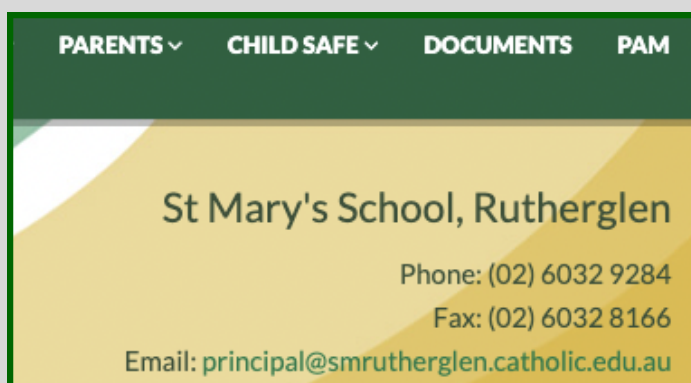 PARENTS CHILD SAFE DOCUMENTS PAM
St Mary's School, Rutherglen
Phone: (02) 6032 9284
Fax: (02) 6032 8166
Email: principal@smrutherglen.catholic.edu.au